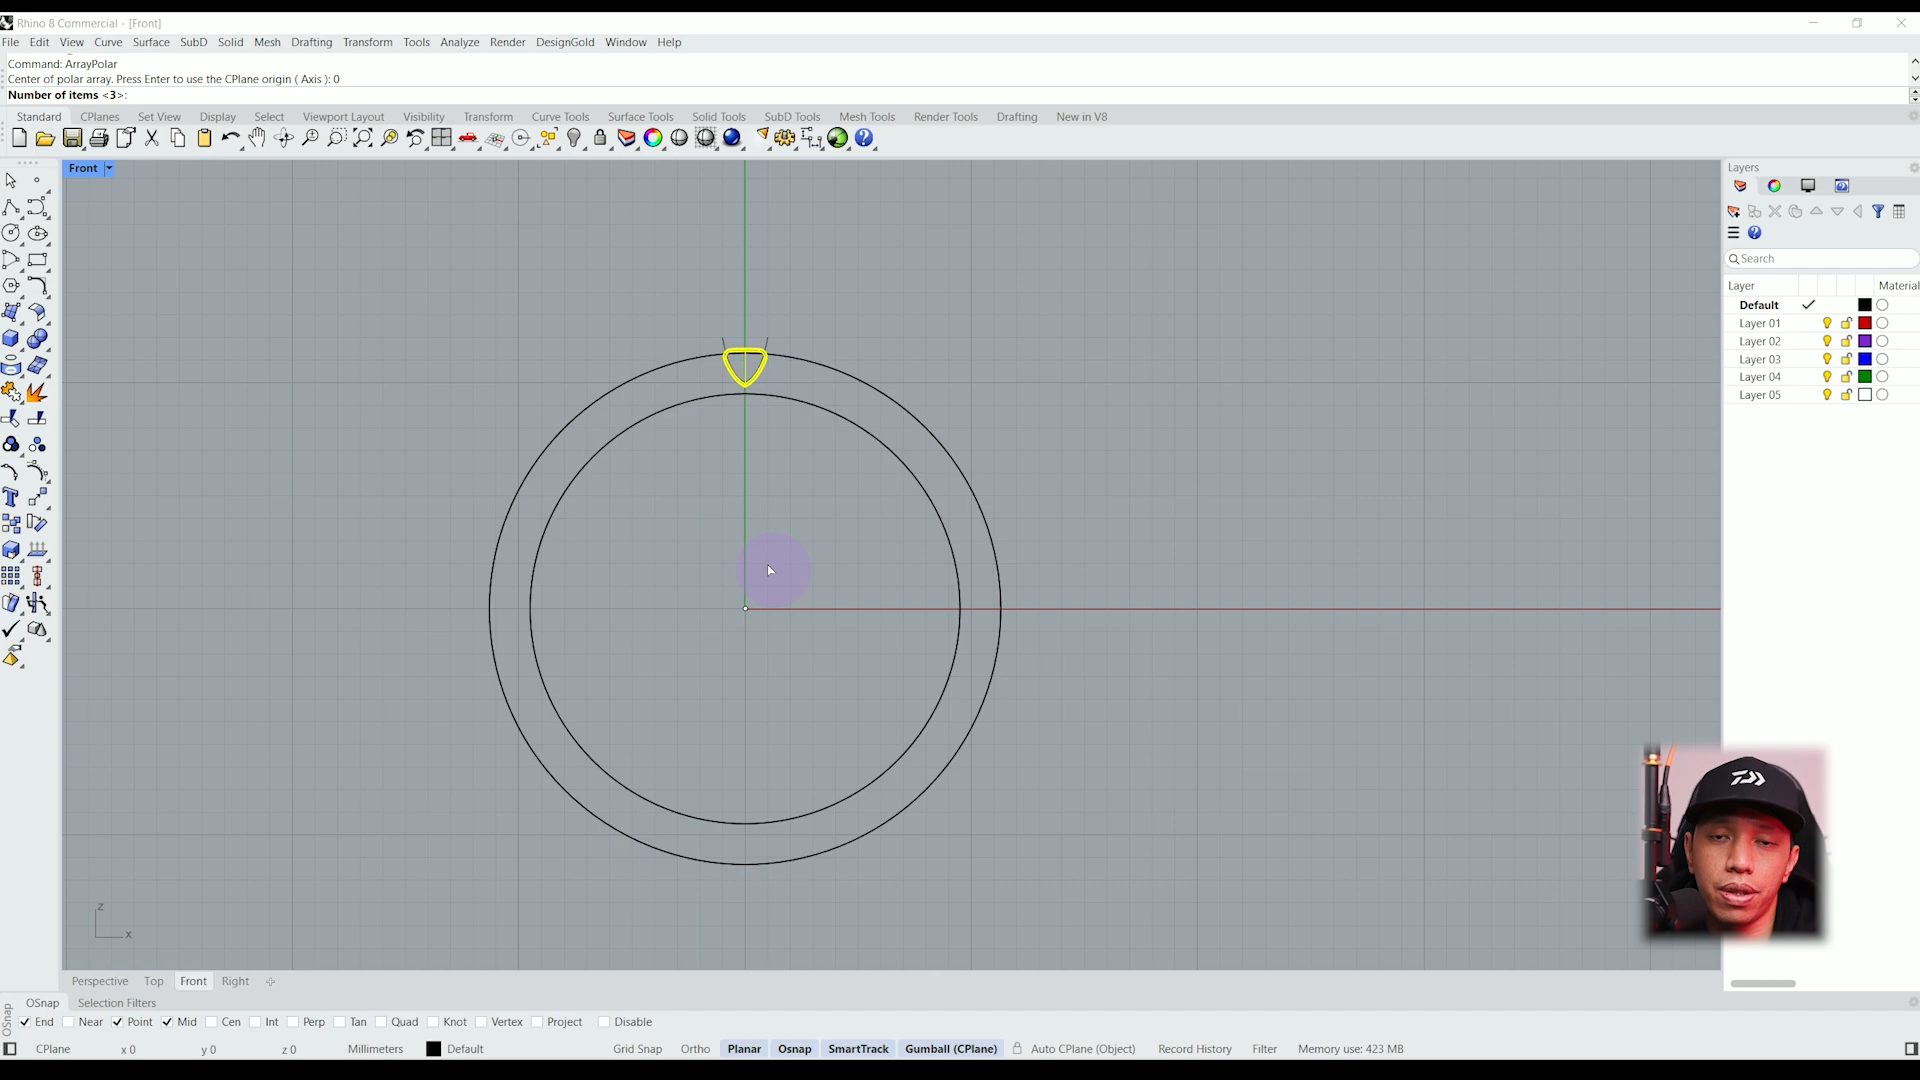 Rhino 8 Commercial - [Front]
File Edit View Curve Surface SubD Solid Mesh Drafting Transform Tools Analyze Render DesignGold Window Help
Command: ArrayPolar
Center of polar array. Press Enter to use the CPlane origin ( Axis ): 0
Number of items <3>:
Standard CPlanes Set View Display Select Viewport Layout Visibility Transform Curve Tools Surface Tools Solid Tools SubD Tools Mesh Tools Render Tools Drafting New in V8
Front
Layers
Search
Layer Material
Default
Layer 01
Layer 02
Layer 03
Layer 04
Layer 05
z
x
Perspective Top Front Right
OSnap Selection Filters
OSnap
End Near Point Mid Cen Int Perp Tan Quad Knot Vertex Project Disable
CPlane x 0 y 0 z 0 Millimeters Default Grid Snap Ortho Planar Osnap SmartTrack Gumball (CPlane) Auto CPlane (Object) Record History Filter Memory use: 423 MB